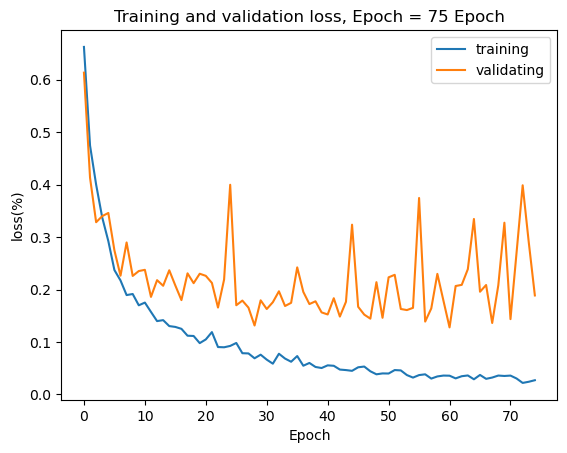 Training and validation loss, Epoch = 75 Epoch
training
validating
loss(%)
0.6
0.5
0.4
0.3
0.2
0.1
0.0
0 10 20 30 40 50 60 70
Epoch